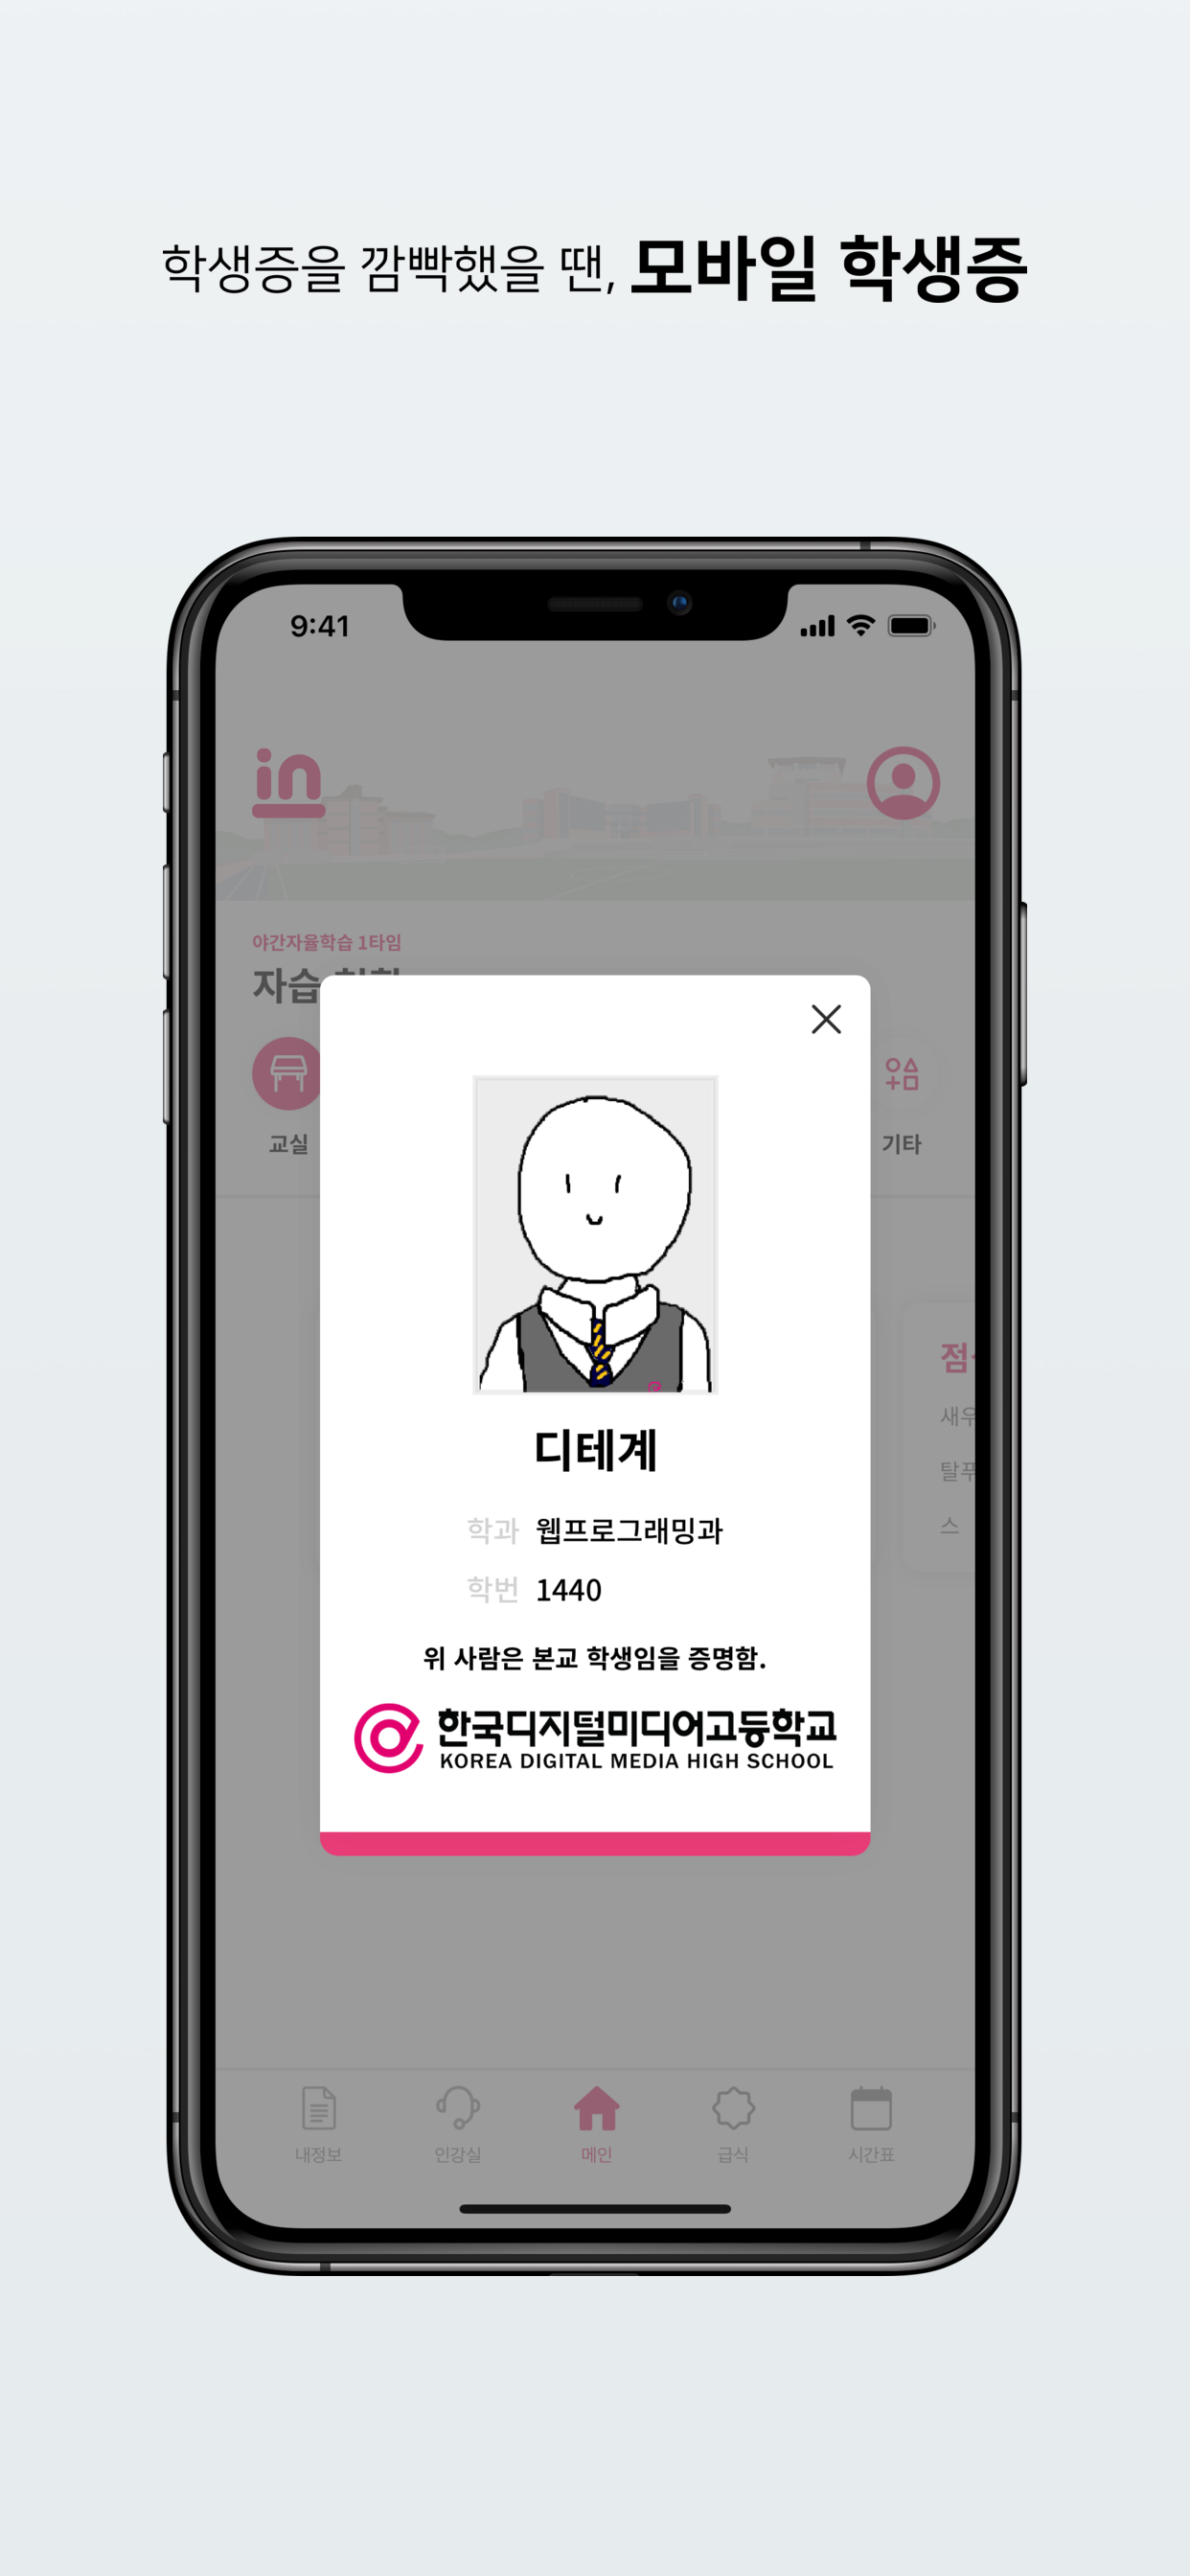 학생증을 깜빡했을 땐, 모바일 학생증
9:41
in
야간자율학습 1타임
자습
교실
기타
디테계
학과 웹프로그래밍과
학번 1440
위 사람은 본교 학생임을 증명함.
한국디지털미디어고등학교
KOREA DIGITAL MEDIA HIGH SCHOOL
점
새우
탈푸
스
내정보
인강실
메인
급식
시간표